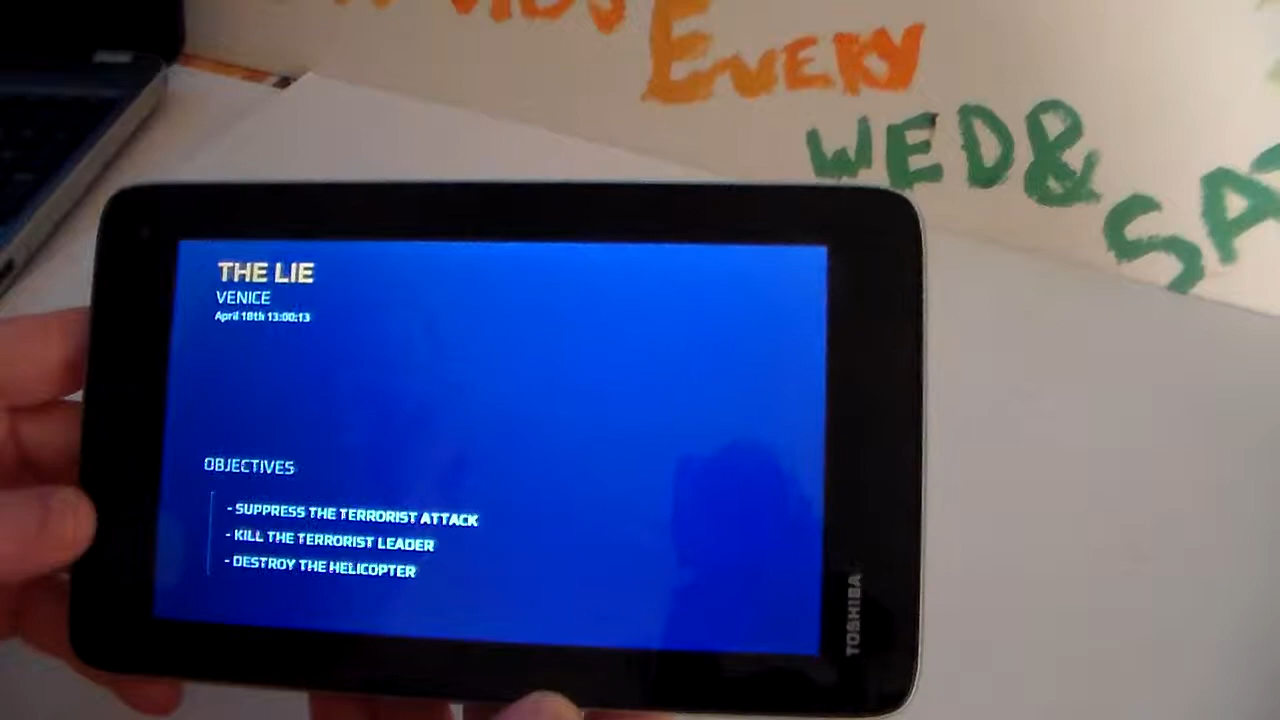 EVERY
WED&
SAT
THE LIE
VENICE
April 18th 13:00:13
OBJECTIVES
- SUPPRESS THE TERRORIST ATTACK
- KILL THE TERRORIST LEADER
- DESTROY THE HELICOPTER
TOSHIBA